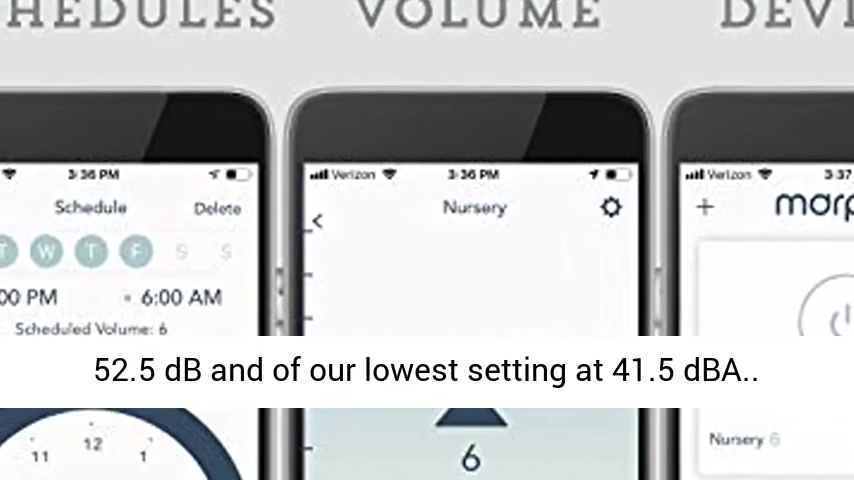 HEDULES VOLUME DEVI
3:36 PM
Schedule Delete
T W T F S S
00 PM 6:00 AM
Scheduled Volume: 6
Verizon 3:36 PM
Nursery
Verizon 3:37
+ morp
52.5 dB and of our lowest setting at 41.5 dBA..
11 12 1
6
Nursery 6